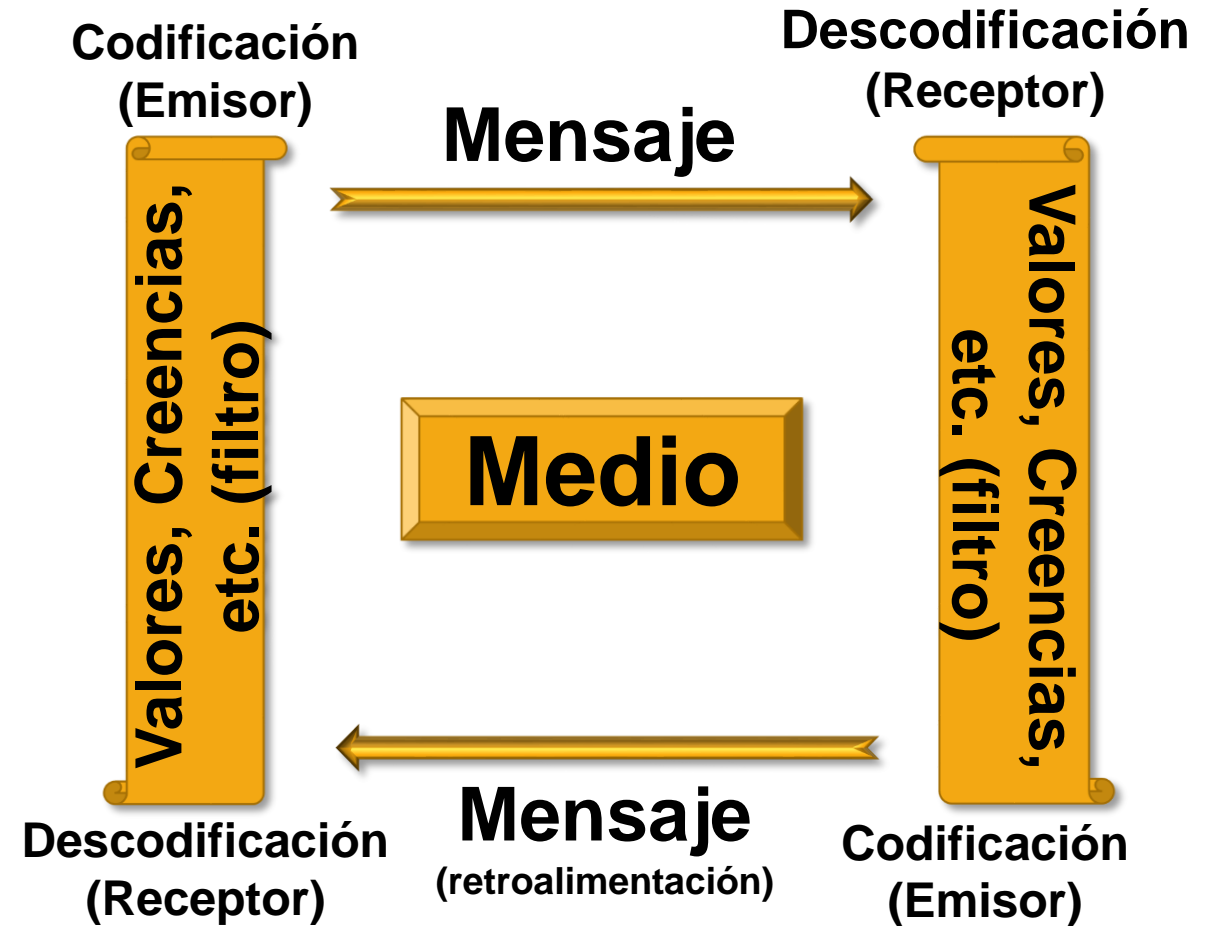 Codificación
(Emisor)
Descodificación
(Receptor)
Mensaje
Valores, Creencias,
etc. (filtro)
Medio
Valores, Creencias,
etc. (filtro)
Mensaje
(retroalimentación)
Descodificación
(Receptor)
Codificación
(Emisor)